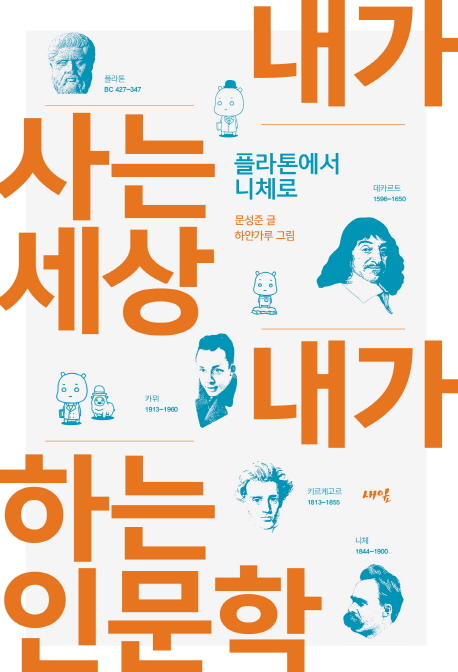 내가
플라톤
BC 427–347
사는
플라톤에서
니체로
문성준 글
하얀가루 그림
데카르트
1596–1650
세상
내가
카뮈
1913–1960
하는
키르케고르
1813–1855
새잎
니체
1844–1900
인문학